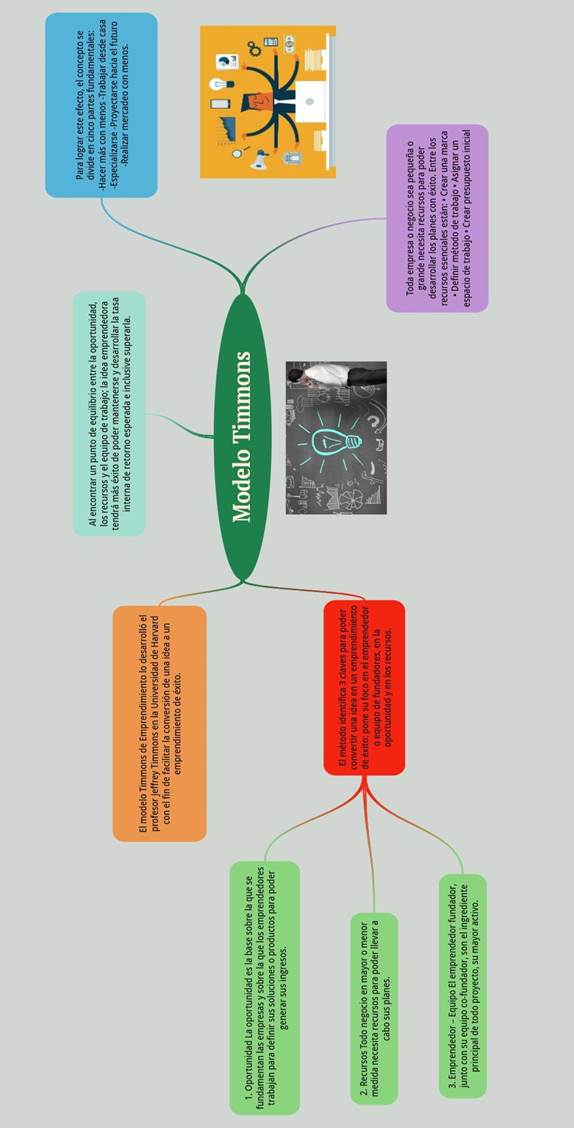 Modelo Timmons
El modelo Timmons de Emprendimiento lo desarrolló el
profesor Jeffrey Timmons en la Universidad de Harvard
con el fin de facilitar la conversión de una idea a un
emprendimiento de éxito.
El método identifica 3 claves para poder
convertir una idea en un emprendimiento
de éxito: pone su foco en el emprendedor
o equipo de fundadores, en la
oportunidad y en los recursos.
1. Oportunidad La oportunidad es la base sobre la que se
fundamentan las empresas y sobre la que los emprendedores
trabajan para definir sus soluciones o productos para poder
generar sus ingresos.
2. Recursos Todo negocio en mayor o menor
medida necesita recursos para poder llevar a
cabo sus planes.
3. Emprendedor – Equipo El emprendedor fundador,
junto con su equipo co-fundador, son el ingrediente
principal de todo proyecto, su mayor activo.
Al encontrar un punto de equilibrio entre la oportunidad,
los recursos y el equipo de trabajo; la idea emprendedora
tendrá más éxito de poder mantenerse y desarrollar la tasa
interna de retorno esperada e inclusive superarla.
Para lograr este efecto, el concepto se
divide en cinco partes fundamentales:
-Hacer más con menos -Trabajar desde casa
-Especializarse -Proyectarse hacia el futuro
-Realizar mercadeo con menos.
Toda empresa o negocio sea pequeña o
grande necesita recursos para poder
desarrollar los planes con éxito. Entre los
recursos esenciales están: • Crear una marca
• Definir método de trabajo • Asignar un
espacio de trabajo • Crear presupuesto inicial